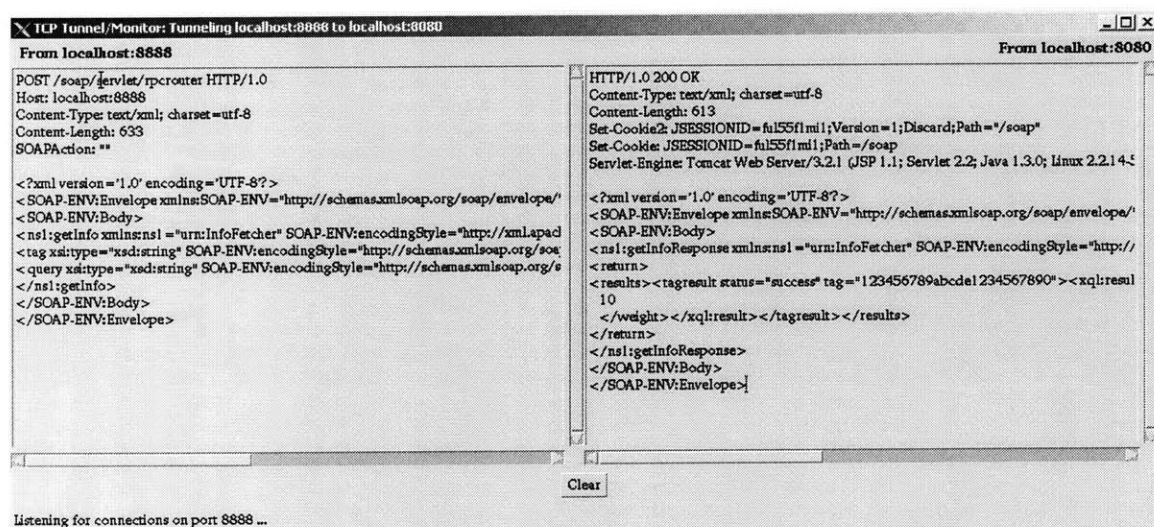 TCP Tunnel/Monitor: Tunneling localhost:8888 to localhost:8080
From localhost:8888
POST /soap/servlet/rpcrouter HTTP/1.0
Host: localhost:8888
Content-Type: text/xml; charset=utf-8
Content-Length: 633
SOAPAction: ""
<?xml version='1.0' encoding='UTF-8'?>
<SOAP-ENV:Envelope xmlns:SOAP-ENV="http://schemas.xmlsoap.org/soap/envelope/"
<SOAP-ENV:Body>
<ns1:getInfo xmlns:ns1="urn:InfoFetcher" SOAP-ENV:encodingStyle="http://xml.apac
<tag xsi:type="xsd:string" SOAP-ENV:encodingStyle="http://schemas.xmlsoap.org/soa
<query xsi:type="xsd:string" SOAP-ENV:encodingStyle="http://schemas.xmlsoap.org/s
</ns1:getInfo>
</SOAP-ENV:Body>
</SOAP-ENV:Envelope>
From localhost:8080
HTTP/1.0 200 OK
Content-Type: text/xml; charset=utf-8
Content-Length: 613
Set-Cookie2: JSESSIONID=ful55f1mi1;Version=1;Discard;Path="/soap"
Set-Cookie: JSESSIONID=ful55f1mi1;Path=/soap
Servlet-Engine: Tomcat Web Server/3.2.1 (JSP 1.1; Servlet 2.2; Java 1.3.0; Linux 2.2.14-5
<?xml version='1.0' encoding='UTF-8'?>
<SOAP-ENV:Envelope xmlns:SOAP-ENV="http://schemas.xmlsoap.org/soap/envelope/"
<SOAP-ENV:Body>
<ns1:getInfoResponse xmlns:ns1="urn:InfoFetcher" SOAP-ENV:encodingStyle="http://
<return>
<results><tagresult status="success" tag="123456789abcde1234567890"><xql:resul
10
</weight></xql:result></tagresult></results>
</return>
</ns1:getInfoResponse>
</SOAP-ENV:Body>
</SOAP-ENV:Envelope>
Clear
Listening for connections on port 8888 ...